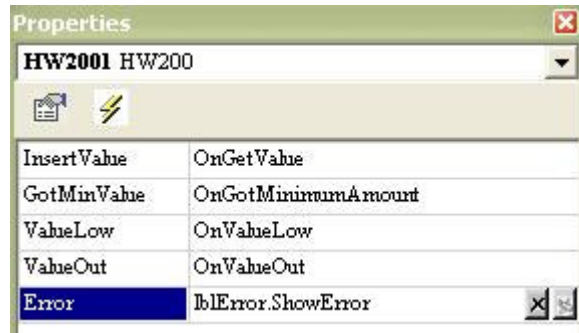 Properties
HW2001 HW200
InsertValue OnGetValue
GotMinValue OnGotMinimumAmount
ValueLow OnValueLow
ValueOut OnValueOut
Error lblError.ShowError